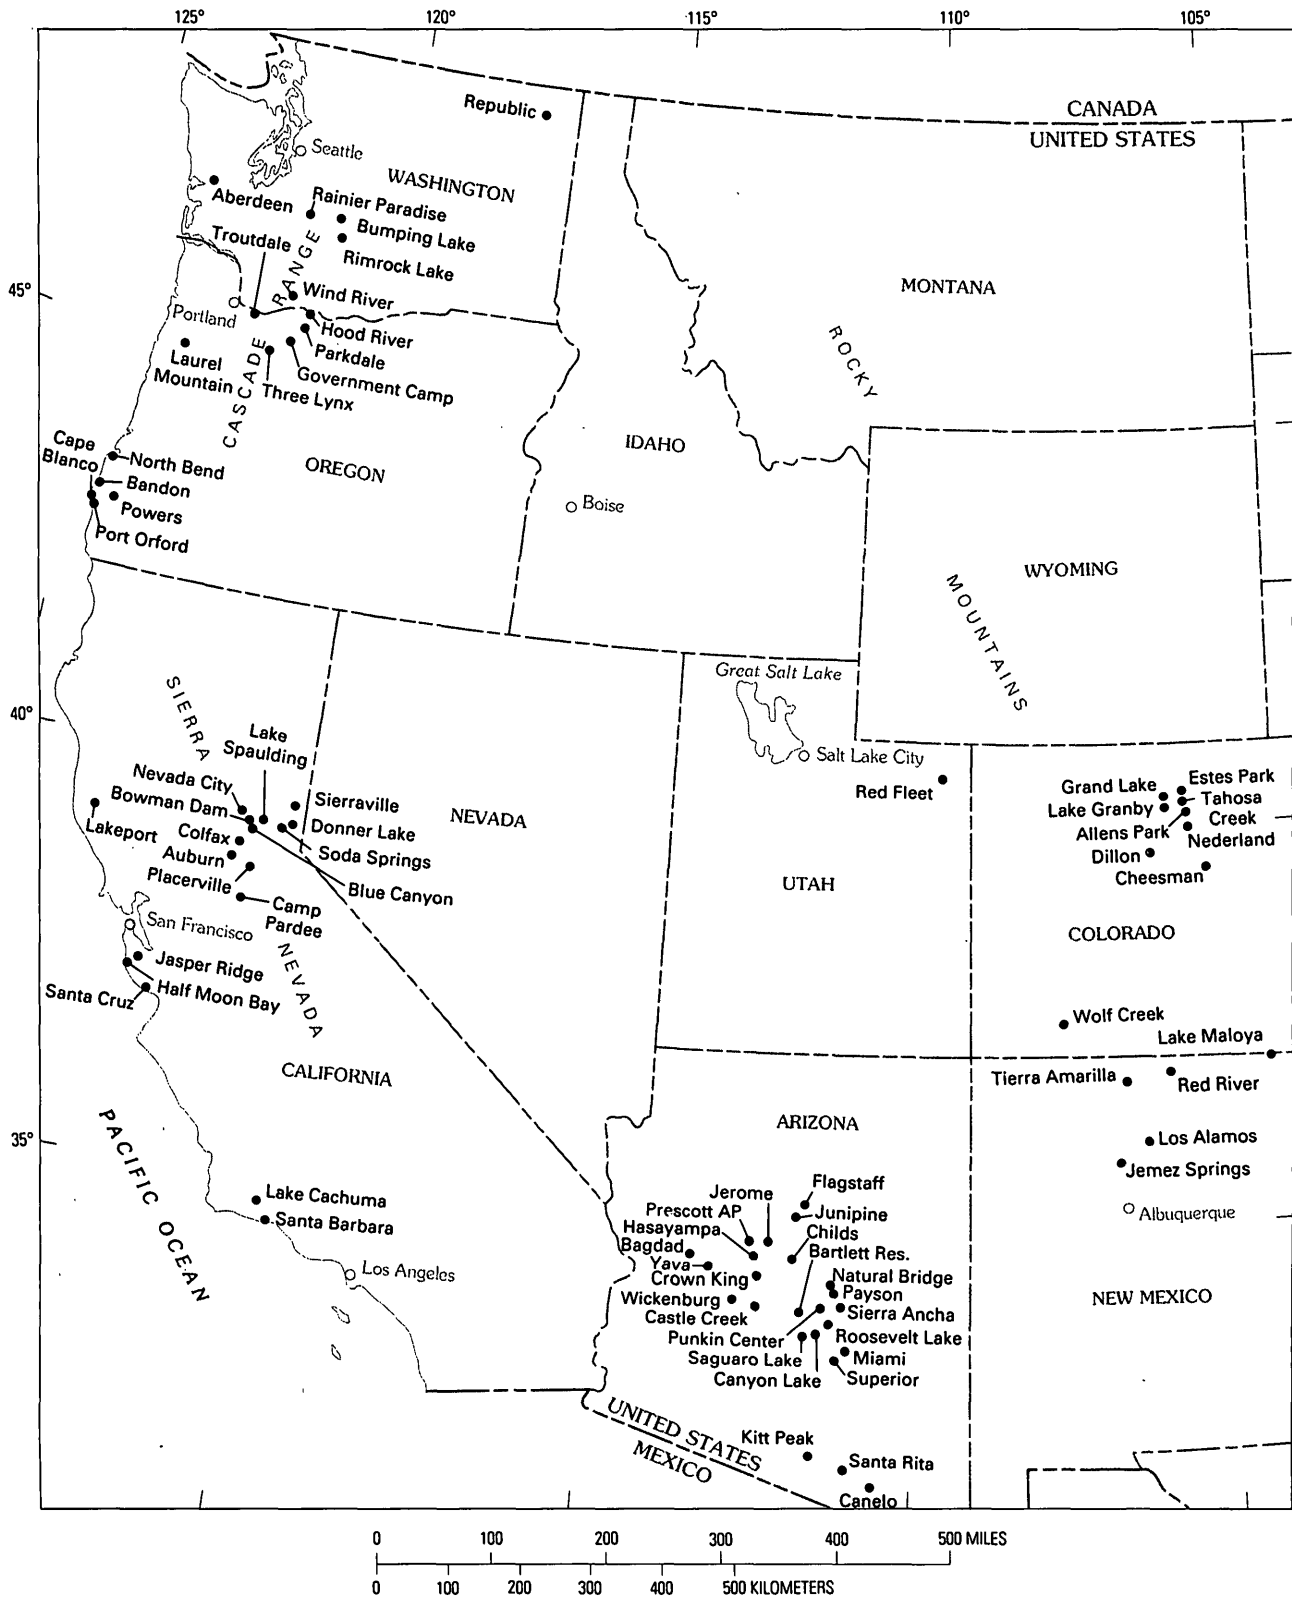 125°
120°
115°
110°
105°
CANADA
UNITED STATES
Republic
Seattle
WASHINGTON
Aberdeen
Rainier Paradise
Bumping Lake
Rimrock Lake
Troutdale
CASCADE RANGE
Wind River
45°
Portland
Hood River
Parkdale
Government Camp
Three Lynx
Laurel
Mountain
MONTANA
ROCKY
Cape
Blanco
North Bend
Bandon
Powers
Port Orford
OREGON
IDAHO
Boise
WYOMING
MOUNTAINS
Great Salt Lake
Salt Lake City
40°
SIERRA
Lake
Spaulding
Nevada City
Bowman Dam
Sierraville
Donner Lake
Soda Springs
Blue Canyon
Lakeport
Colfax
Auburn
Placerville
Camp
Pardee
NEVADA
Red Fleet
Grand Lake
Estes Park
Lake Granby
Tahosa
Creek
Allens Park
Nederland
Dillon
Cheesman
UTAH
COLORADO
San Francisco
Jasper Ridge
Half Moon Bay
Santa Cruz
NEVADA
CALIFORNIA
Wolf Creek
Lake Maloya
Tierra Amarilla
Red River
PACIFIC OCEAN
35°
ARIZONA
Los Alamos
Jemez Springs
Albuquerque
Lake Cachuma
Santa Barbara
Los Angeles
Jerome
Flagstaff
Prescott AP
Junipine
Hasayampa
Childs
Bagdad
Bartlett Res.
Yava
Crown King
Natural Bridge
Payson
Wickenburg
Sierra Ancha
Castle Creek
Punkin Center
Roosevelt Lake
Saguaro Lake
Miami
Canyon Lake
Superior
NEW MEXICO
UNITED STATES
MEXICO
Kitt Peak
Santa Rita
Canelo
0 100 200 300 400 500 MILES
0 100 200 300 400 500 KILOMETERS